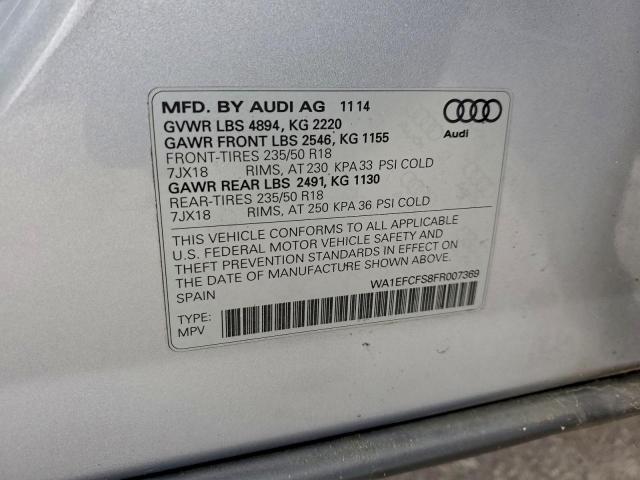 MFD. BY AUDI AG 11 14
GVWR LBS 4894, KG 2220
GAWR FRONT LBS 2546, KG 1155
FRONT-TIRES 235/50 R18
7JX18 RIMS, AT 230 KPA 33 PSI COLD
GAWR REAR LBS 2491, KG 1130
REAR-TIRES 235/50 R18
7JX18 RIMS, AT 250 KPA 36 PSI COLD
Audi
THIS VEHICLE CONFORMS TO ALL APPLICABLE
U.S. FEDERAL MOTOR VEHICLE SAFETY AND
THEFT PREVENTION STANDARDS IN EFFECT ON
THE DATE OF MANUFACTURE SHOWN ABOVE.
SPAIN
WA1EFCFS8FR007369
TYPE:
MPV